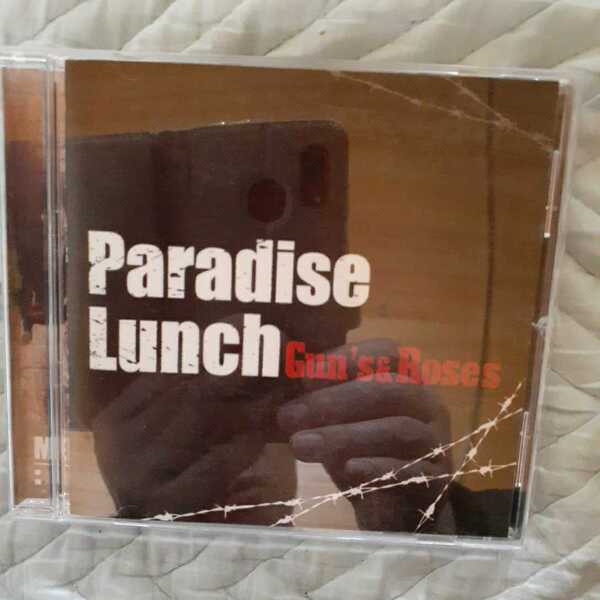 Paradise
Lunch Gun's & Roses